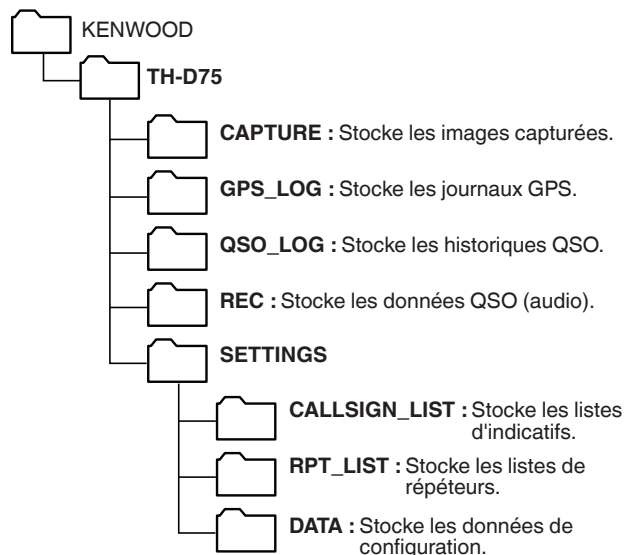 KENWOOD
TH-D75
CAPTURE : Stocke les images capturées.
GPS_LOG : Stocke les journaux GPS.
QSO_LOG : Stocke les historiques QSO.
REC : Stocke les données QSO (audio).
SETTINGS
CALLSIGN_LIST : Stocke les listes
d'indicatifs.
RPT_LIST : Stocke les listes de
répéteurs.
DATA : Stocke les données de
configuration.